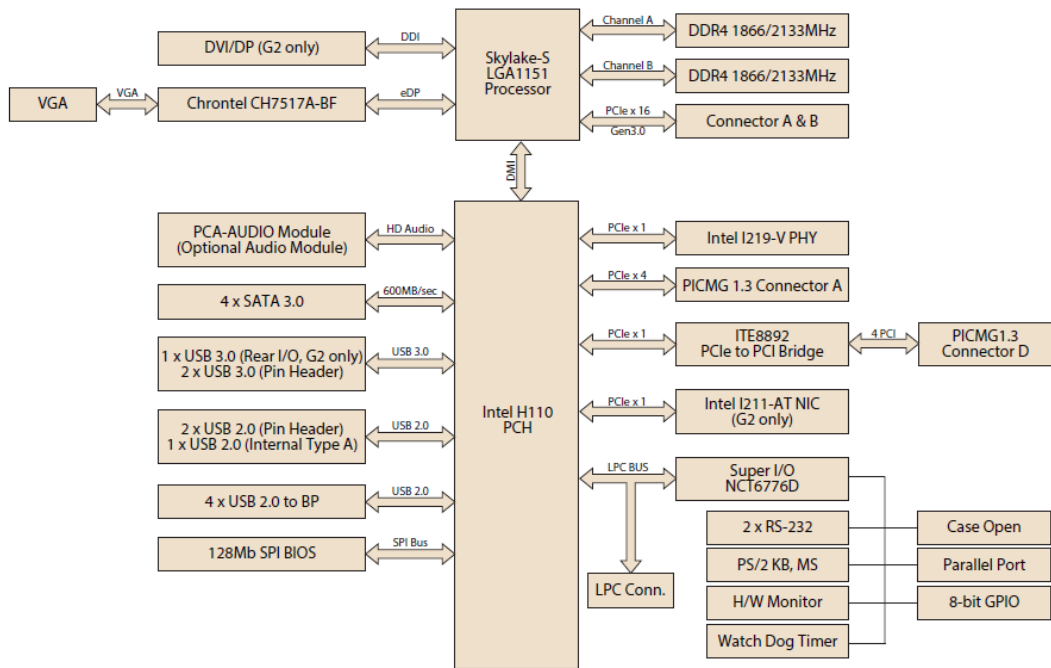 DVI/DP (G2 only)
DDI
Skylake-S
LGA1151
Processor
Channel A
DDR4 1866/2133MHz
Channel B
DDR4 1866/2133MHz
VGA
VGA
Chrontel CH7517A-BF
eDP
PCIe x 16
Gen3.0
Connector A & B
DMI
PCA-AUDIO Module
(Optional Audio Module)
HD Audio
Intel H110
PCH
PCIe x 1
Intel I219-V PHY
4 x SATA 3.0
600MB/sec
PCIe x 4
PICMG 1.3 Connector A
1 x USB 3.0 (Rear I/O, G2 only)
2 x USB 3.0 (Pin Header)
USB 3.0
PCIe x 1
ITE8892
PCIe to PCI Bridge
4 PCI
PICMG1.3
Connector D
2 x USB 2.0 (Pin Header)
1 x USB 2.0 (Internal Type A)
USB 2.0
PCIe x 1
Intel I211-AT NIC
(G2 only)
4 x USB 2.0 to BP
USB 2.0
LPC BUS
Super I/O
NCT6776D
128Mb SPI BIOS
SPI Bus
LPC Conn.
2 x RS-232
Case Open
PS/2 KB, MS
Parallel Port
H/W Monitor
8-bit GPIO
Watch Dog Timer